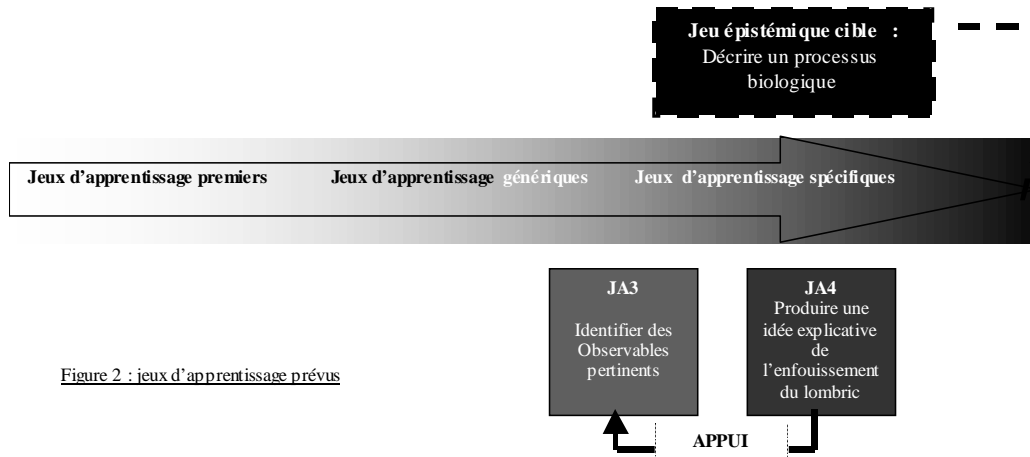 Jeu épistémique cible :
Décrire un processus
biologique
Jeux d'apprentissage premiers
Jeux d'apprentissage génériques
Jeux d'apprentissage spécifiques
JA3
Identifier des
Observables
pertinents
JA4
Produire une
idée explicative
de
l'enfouissement
du lombric
Figure 2 : jeux d'apprentissage prévus
APPUI